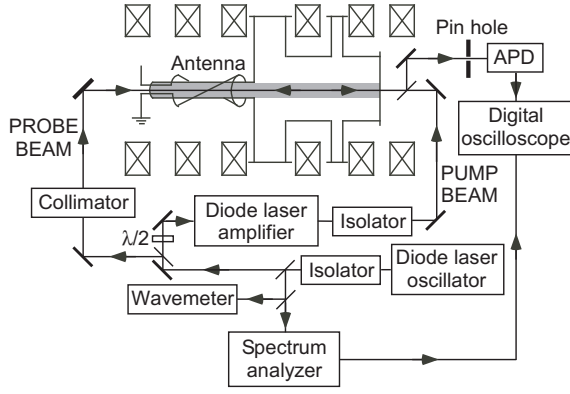 Pin hole
Antenna
APD
Digital
oscilloscope
PROBE
BEAM
PUMP
BEAM
Collimator
Diode laser
amplifier
Isolator
λ/2
Isolator
Diode laser
oscillator
Wavemeter
Spectrum
analyzer